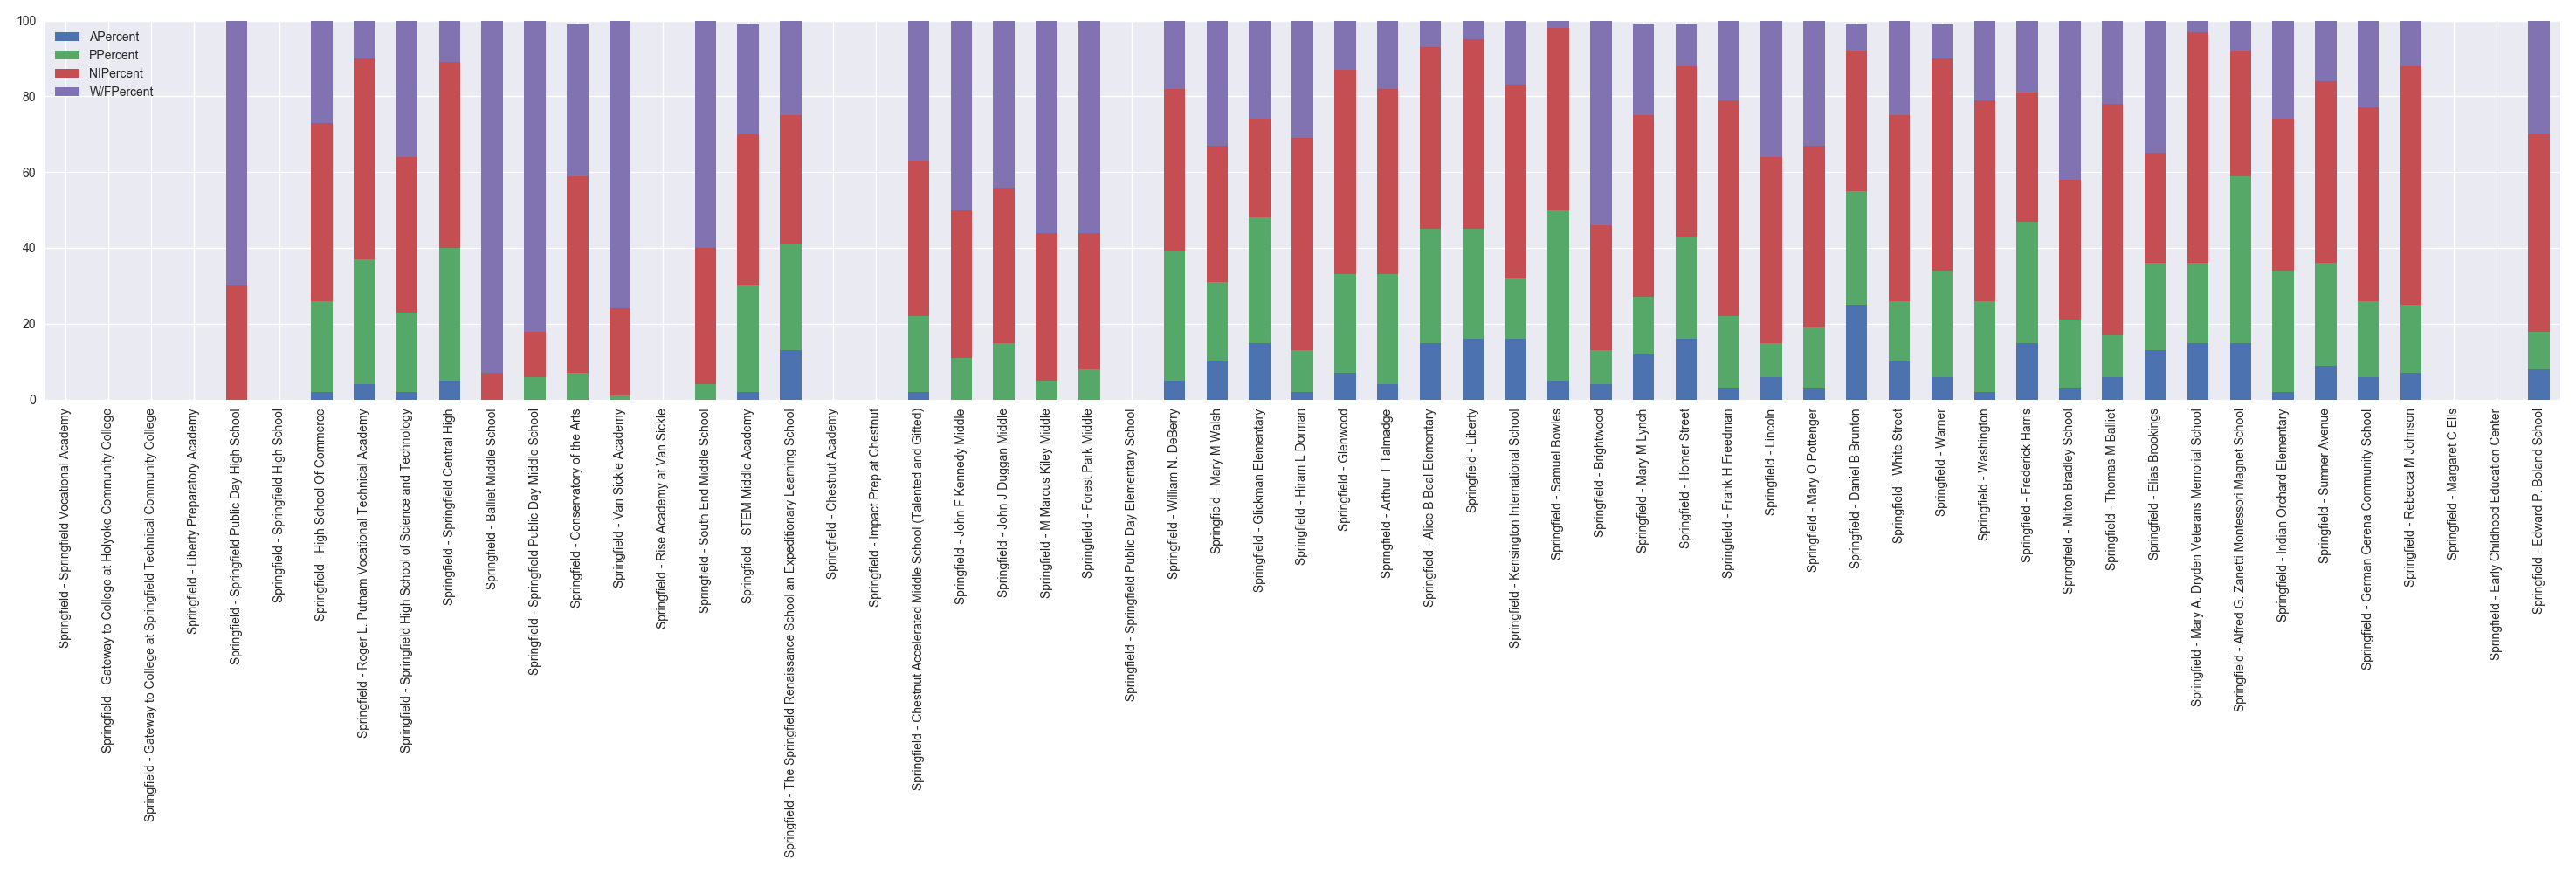 100
80
60
40
20
0
APercent
PPercent
NIPercent
W/FPercent
Springfield - Springfield Vocational Academy
Springfield - Gateway to College at Holyoke Community College
Springfield - Gateway to College at Springfield Technical Community College
Springfield - Liberty Preparatory Academy
Springfield - Springfield Public Day High School
Springfield - Springfield High School
Springfield - High School Of Commerce
Springfield - Roger L. Putnam Vocational Technical Academy
Springfield - Springfield High School of Science and Technology
Springfield - Springfield Central High
Springfield - Balliet Middle School
Springfield - Springfield Public Day Middle School
Springfield - Conservatory of the Arts
Springfield - Van Sickle Academy
Springfield - Rise Academy at Van Sickle
Springfield - South End Middle School
Springfield - STEM Middle Academy
Springfield - The Springfield Renaissance School an Expeditionary Learning School
Springfield - Chestnut Academy
Springfield - Impact Prep at Chestnut
Springfield - Chestnut Accelerated Middle School (Talented and Gifted)
Springfield - John F Kennedy Middle
Springfield - John J Duggan Middle
Springfield - M Marcus Kiley Middle
Springfield - Forest Park Middle
Springfield - Springfield Public Day Elementary School
Springfield - William N. DeBerry
Springfield - Mary M Walsh
Springfield - Glickman Elementary
Springfield - Hiram L Dorman
Springfield - Glenwood
Springfield - Arthur T Talmadge
Springfield - Alice B Beal Elementary
Springfield - Liberty
Springfield - Kensington International School
Springfield - Samuel Bowles
Springfield - Brightwood
Springfield - Mary M Lynch
Springfield - Homer Street
Springfield - Frank H Freedman
Springfield - Lincoln
Springfield - Mary O Pottenger
Springfield - Daniel B Brunton
Springfield - White Street
Springfield - Warner
Springfield - Washington
Springfield - Frederick Harris
Springfield - Milton Bradley School
Springfield - Thomas M Balliet
Springfield - Elias Brookings
Springfield - Mary A. Dryden Veterans Memorial School
Springfield - Alfred G. Zanetti Montessori Magnet School
Springfield - Indian Orchard Elementary
Springfield - Sumner Avenue
Springfield - German Gerena Community School
Springfield - Rebecca M Johnson
Springfield - Margaret C Ells
Springfield - Early Childhood Education Center
Springfield - Edward P. Boland School